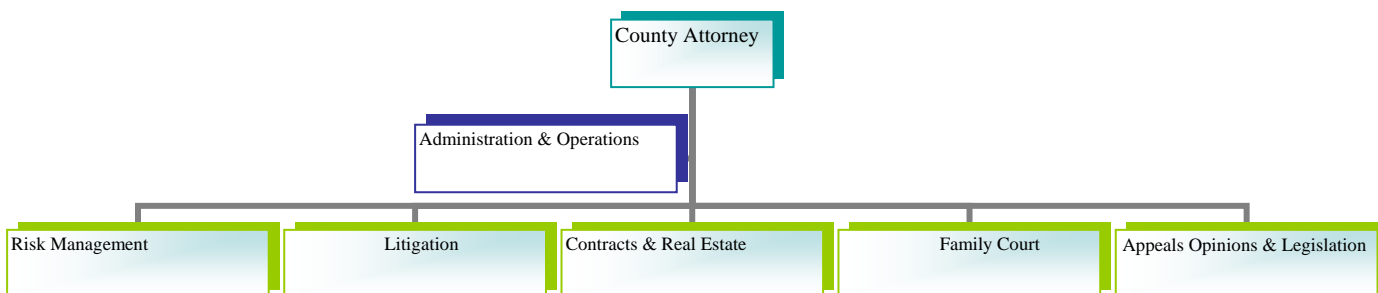 County Attorney
Administration & Operations
Risk Management
Litigation
Contracts & Real Estate
Family Court
Appeals Opinions & Legislation